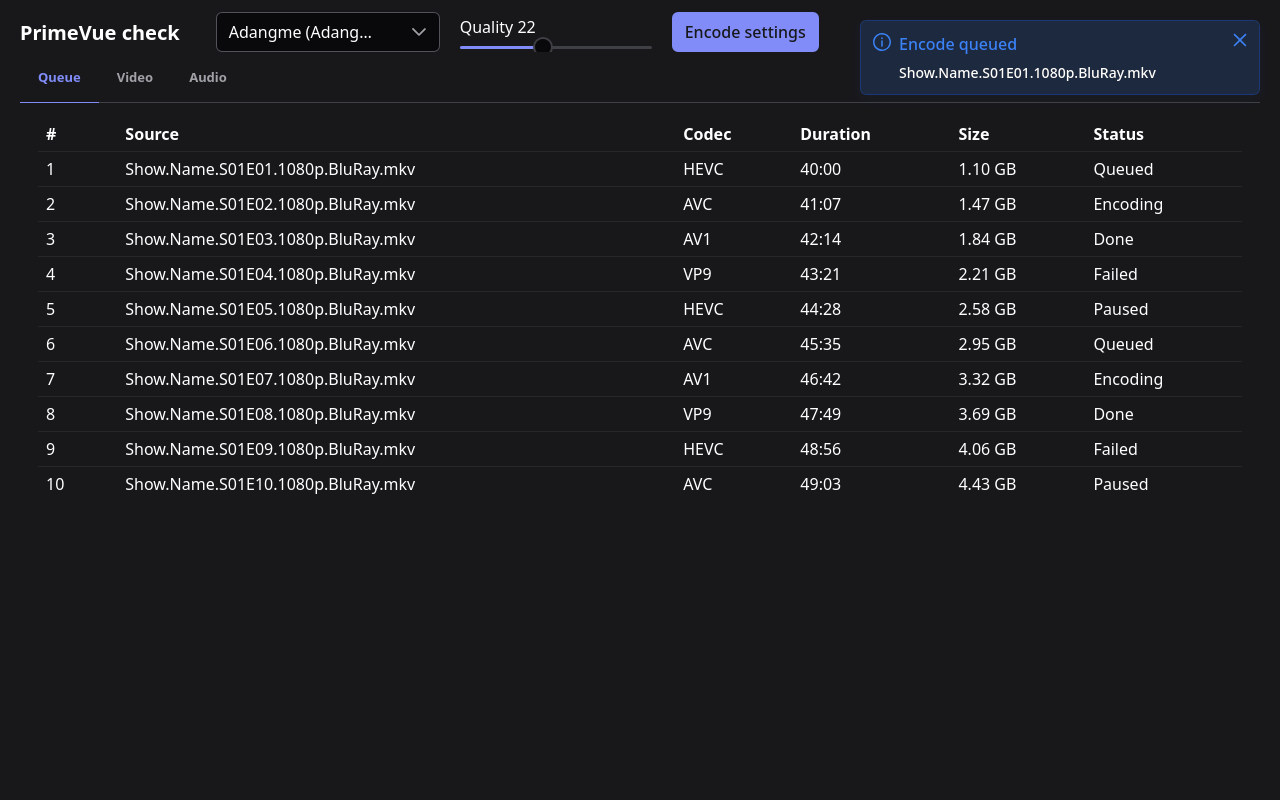 PrimeVue check
Adangme (Adang...
Quality 22
Encode settings
Encode queued
Show.Name.S01E01.1080p.BluRay.mkv
Queue Video Audio
# Source Codec Duration Size Status
1 Show.Name.S01E01.1080p.BluRay.mkv HEVC 40:00 1.10 GB Queued
2 Show.Name.S01E02.1080p.BluRay.mkv AVC 41:07 1.47 GB Encoding
3 Show.Name.S01E03.1080p.BluRay.mkv AV1 42:14 1.84 GB Done
4 Show.Name.S01E04.1080p.BluRay.mkv VP9 43:21 2.21 GB Failed
5 Show.Name.S01E05.1080p.BluRay.mkv HEVC 44:28 2.58 GB Paused
6 Show.Name.S01E06.1080p.BluRay.mkv AVC 45:35 2.95 GB Queued
7 Show.Name.S01E07.1080p.BluRay.mkv AV1 46:42 3.32 GB Encoding
8 Show.Name.S01E08.1080p.BluRay.mkv VP9 47:49 3.69 GB Done
9 Show.Name.S01E09.1080p.BluRay.mkv HEVC 48:56 4.06 GB Failed
10 Show.Name.S01E10.1080p.BluRay.mkv AVC 49:03 4.43 GB Paused